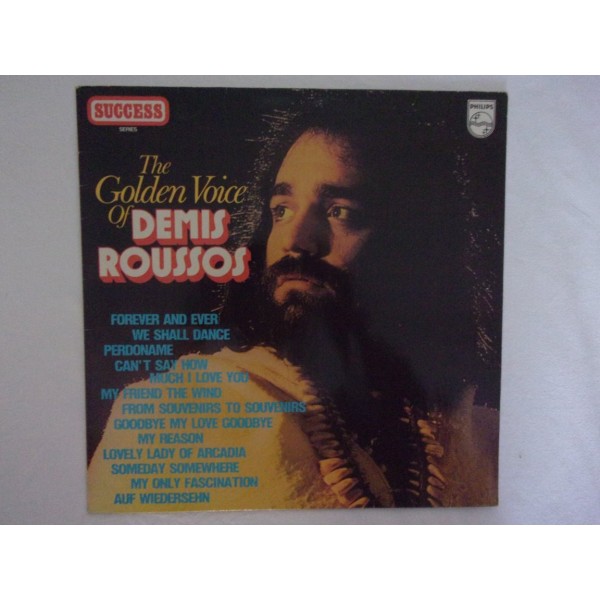 SUCCESS
SERIES
PHILIPS
The
Golden Voice
Of DEMIS
ROUSSOS
FOREVER AND EVER
WE SHALL DANCE
PERDONAME
CAN'T SAY HOW
MUCH I LOVE YOU
MY FRIEND THE WIND
FROM SOUVENIRS TO SOUVENIRS
GOODBYE MY LOVE GOODBYE
MY REASON
LOVELY LADY OF ARCADIA
SOMEDAY SOMEWHERE
MY ONLY FASCINATION
AUF WIEDERSEHN